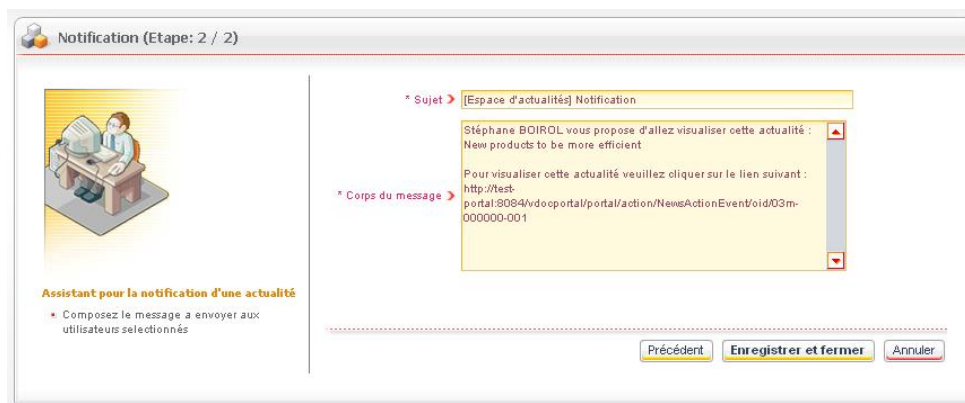 Notification (Etape: 2 / 2)
* Sujet
[Espace d'actualités] Notification
Stéphane BOIROL vous propose d'allez visualiser cette actualité :
New products to be more efficient
Pour visualiser cette actualité veuillez cliquer sur le lien suivant :
http://test-
portal:8084/vdocportal/portal/action/NewsActionEvent/oid/03m-
000000-001
* Corps du message
Assistant pour la notification d'une actualité
Composez le message a envoyer aux
utilisateurs selectionnés
Précédent
Enregistrer et fermer
Annuler